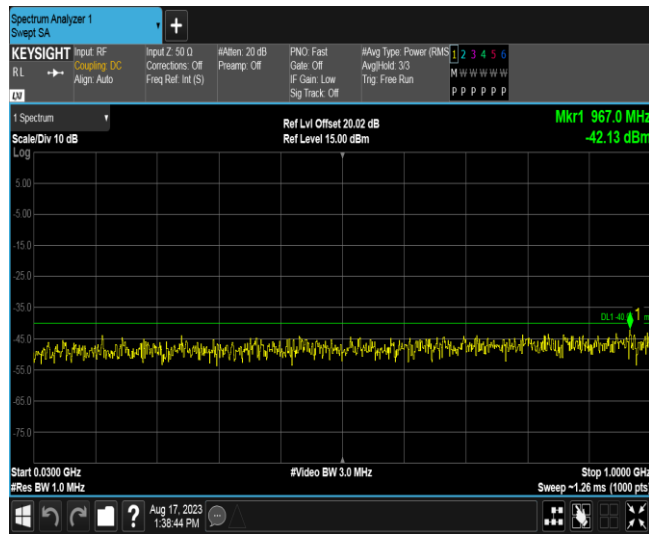 Spectrum Analyzer 1
Swept SA
KEYSIGHT
RL
LXI
Input: RF
Coupling: DC
Align: Auto
Input Z: 50 Ω
Corrections: Off
Freq Ref: Int (S)
#Atten: 20 dB
Preamp: Off
PNO: Fast
Gate: Off
IF Gain: Low
Sig Track: Off
#Avg Type: Power (RMS
Avg|Hold: 3/3
Trig: Free Run
1 2 3 4 5 6
M W W W W W
P P P P P P
1 Spectrum
Scale/Div 10 dB
Ref Lvl Offset 20.02 dB
Ref Level 15.00 dBm
Mkr1 967.0 MHz
-42.13 dBm
Log
5.00
-5.00
-15.0
-25.0
-35.0
DL1 -40.
1
-45.0
-55.0
-65.0
-75.0
Start 0.0300 GHz
#Res BW 1.0 MHz
#Video BW 3.0 MHz
Stop 1.0000 GHz
Sweep ~1.26 ms (1000 pts
?
Aug 17, 2023
1:38:44 PM